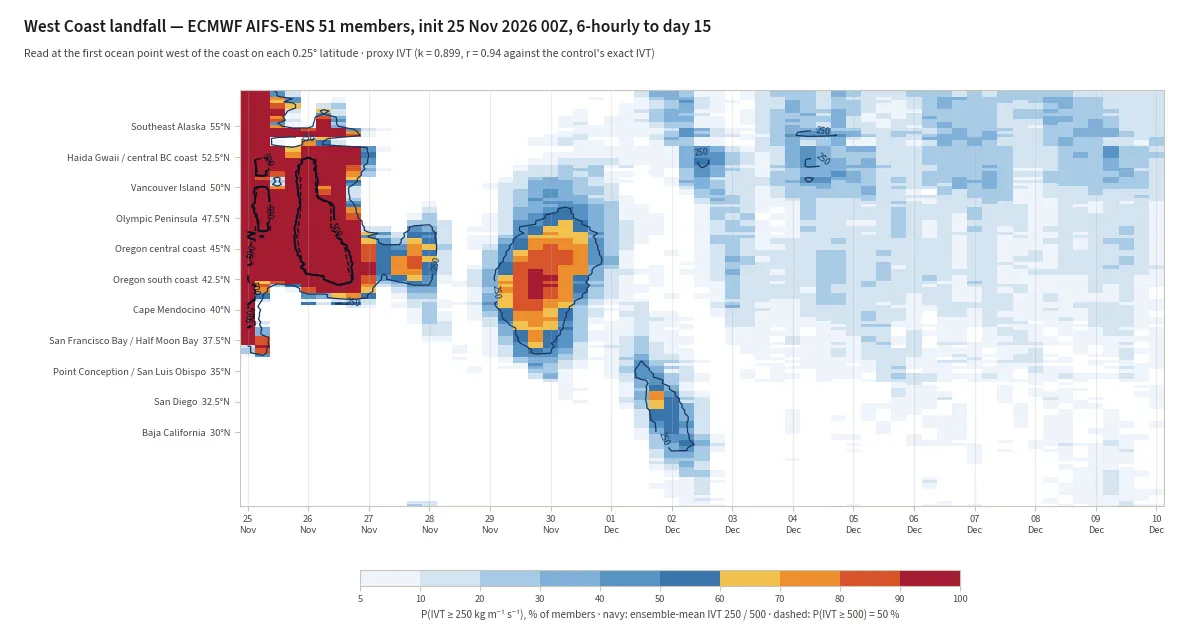 West Coast landfall — ECMWF AIFS-ENS 51 members, init 25 Nov 2026 00Z, 6-hourly to day 15
Read at the first ocean point west of the coast on each 0.25° latitude · proxy IVT (k = 0.899, r = 0.94 against the control's exact IVT)
Southeast Alaska 55°N
Haida Gwaii / central BC coast 52.5°N
Vancouver Island 50°N
Olympic Peninsula 47.5°N
Oregon central coast 45°N
Oregon south coast 42.5°N
Cape Mendocino 40°N
San Francisco Bay / Half Moon Bay 37.5°N
Point Conception / San Luis Obispo 35°N
San Diego 32.5°N
Baja California 30°N
250
250
250
250
250
250
500
25 26 27 28 29 30 01 02 03 04 05 06 07 08 09 10
Nov Nov Nov Nov Nov Nov Dec Dec Dec Dec Dec Dec Dec Dec Dec Dec
5 10 20 30 40 50 60 70 80 90 100
P(IVT ≥ 250 kg m⁻¹ s⁻¹), % of members · navy: ensemble-mean IVT 250 / 500 · dashed: P(IVT ≥ 500) = 50 %